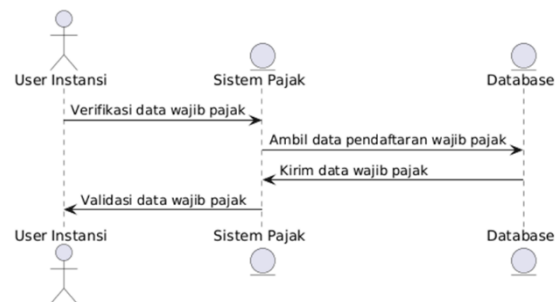 User Instansi
Sistem Pajak
Database
Verifikasi data wajib pajak
Ambil data pendaftaran wajib pajak
Kirim data wajib pajak
Validasi data wajib pajak
User Instansi
Sistem Pajak
Database